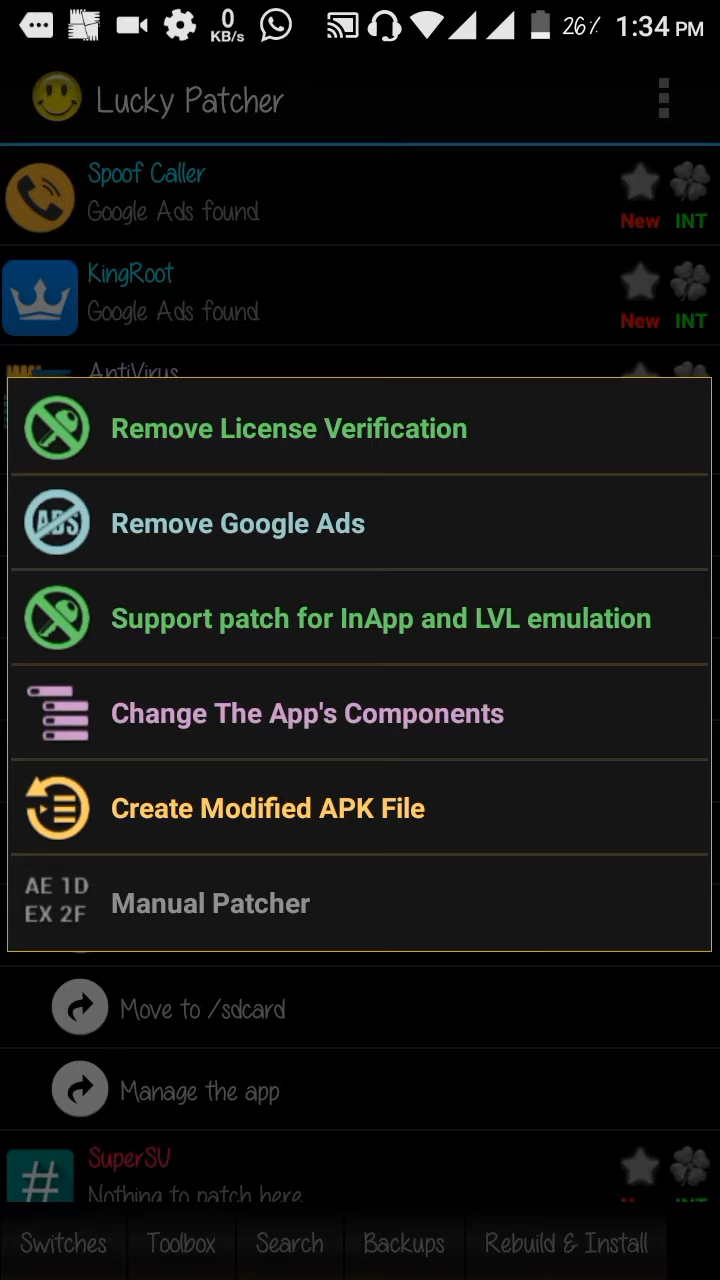 0
KB/s
26%
1:34 PM
Lucky Patcher
Spoof Caller
Google Ads found
New INT
KingRoot
Google Ads found
New INT
AntiVirus
Remove License Verification
ADS
Remove Google Ads
Support patch for InApp and LVL emulation
Change The App's Components
Create Modified APK File
AE 1D
EX 2F
Manual Patcher
Move to /sdcard
Manage the app
#
SuperSU
Nothing to patch here
Switches
Toolbox
Search
Backups
Rebuild & Install